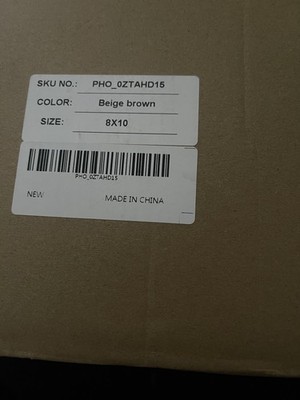 SKU NO.: PHO_0ZTAHD15
COLOR: Beige brown
SIZE: 8X10
PHO_0ZTAHD15
NEW
MADE IN CHINA